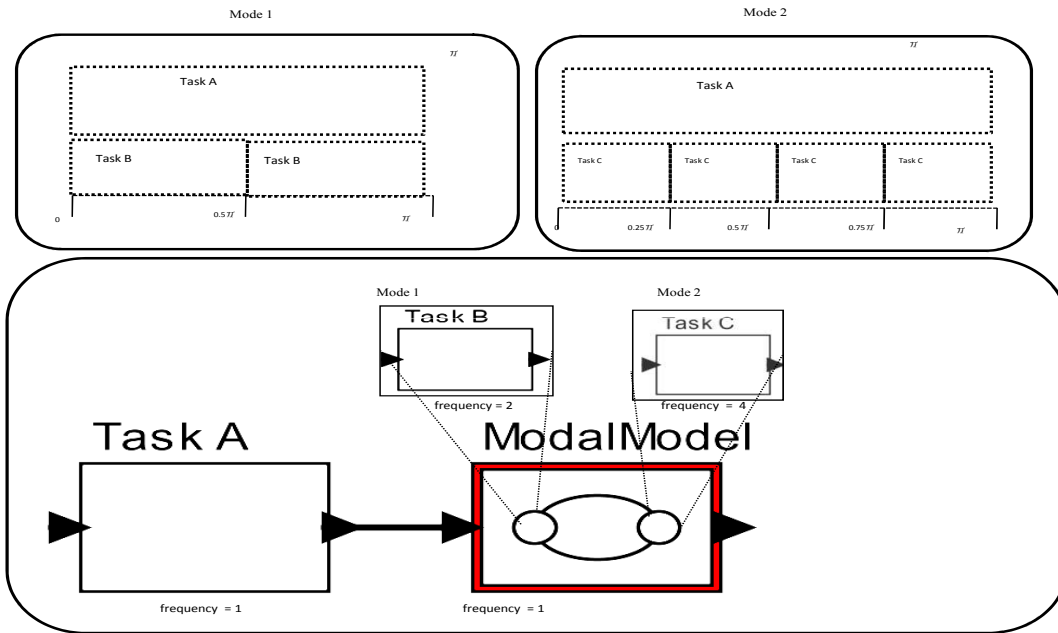 Mode 1
π
Task A
Task B
Task B
0
0.5π
π
Mode 2
π
Task A
Task C
Task C
Task C
Task C
0
0.25π
0.5π
0.75π
π
Mode 1
Task B
frequency = 2
Mode 2
Task C
frequency = 4
Task A
frequency = 1
ModalModel
frequency = 1